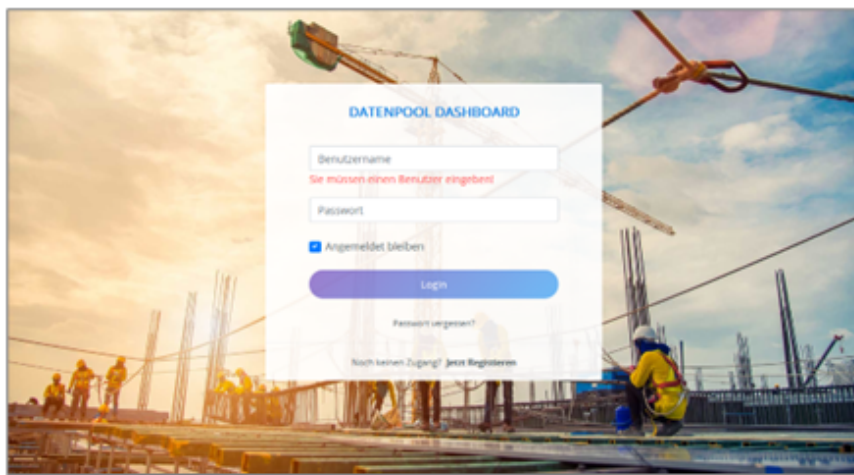 DATENPOOL DASHBOARD
Benutzername
Sie müssen einen Benutzer eingeben!
Passwort
Angemeldet bleiben
Login
Passwort vergessen?
Noch keinen Zugang? Jetzt Registrieren